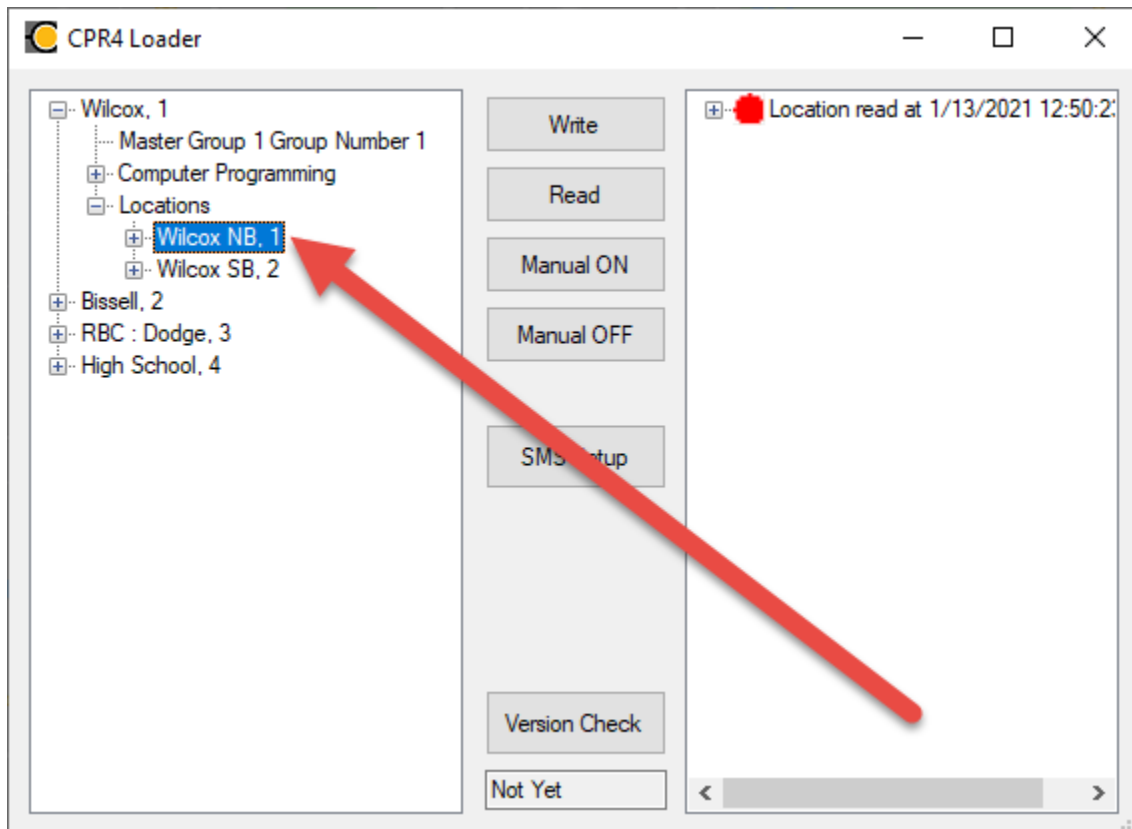 CPR4 Loader
Wilcox, 1
Master Group 1 Group Number 1
Computer Programming
Locations
Wilcox NB, 1
Wilcox SB, 2
Bissell, 2
RBC : Dodge, 3
High School, 4
Write
Read
Manual ON
Manual OFF
SMS Setup
Version Check
Not Yet
Location read at 1/13/2021 12:50:2